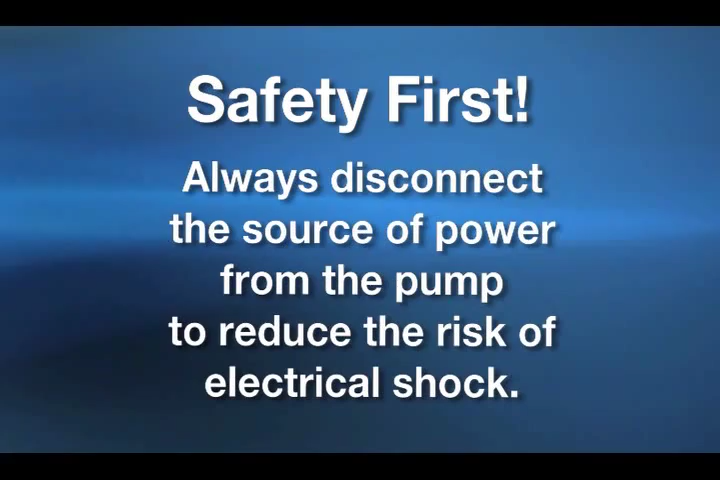 Safety First!
Always disconnect
the source of power
from the pump
to reduce the risk of
electrical shock.